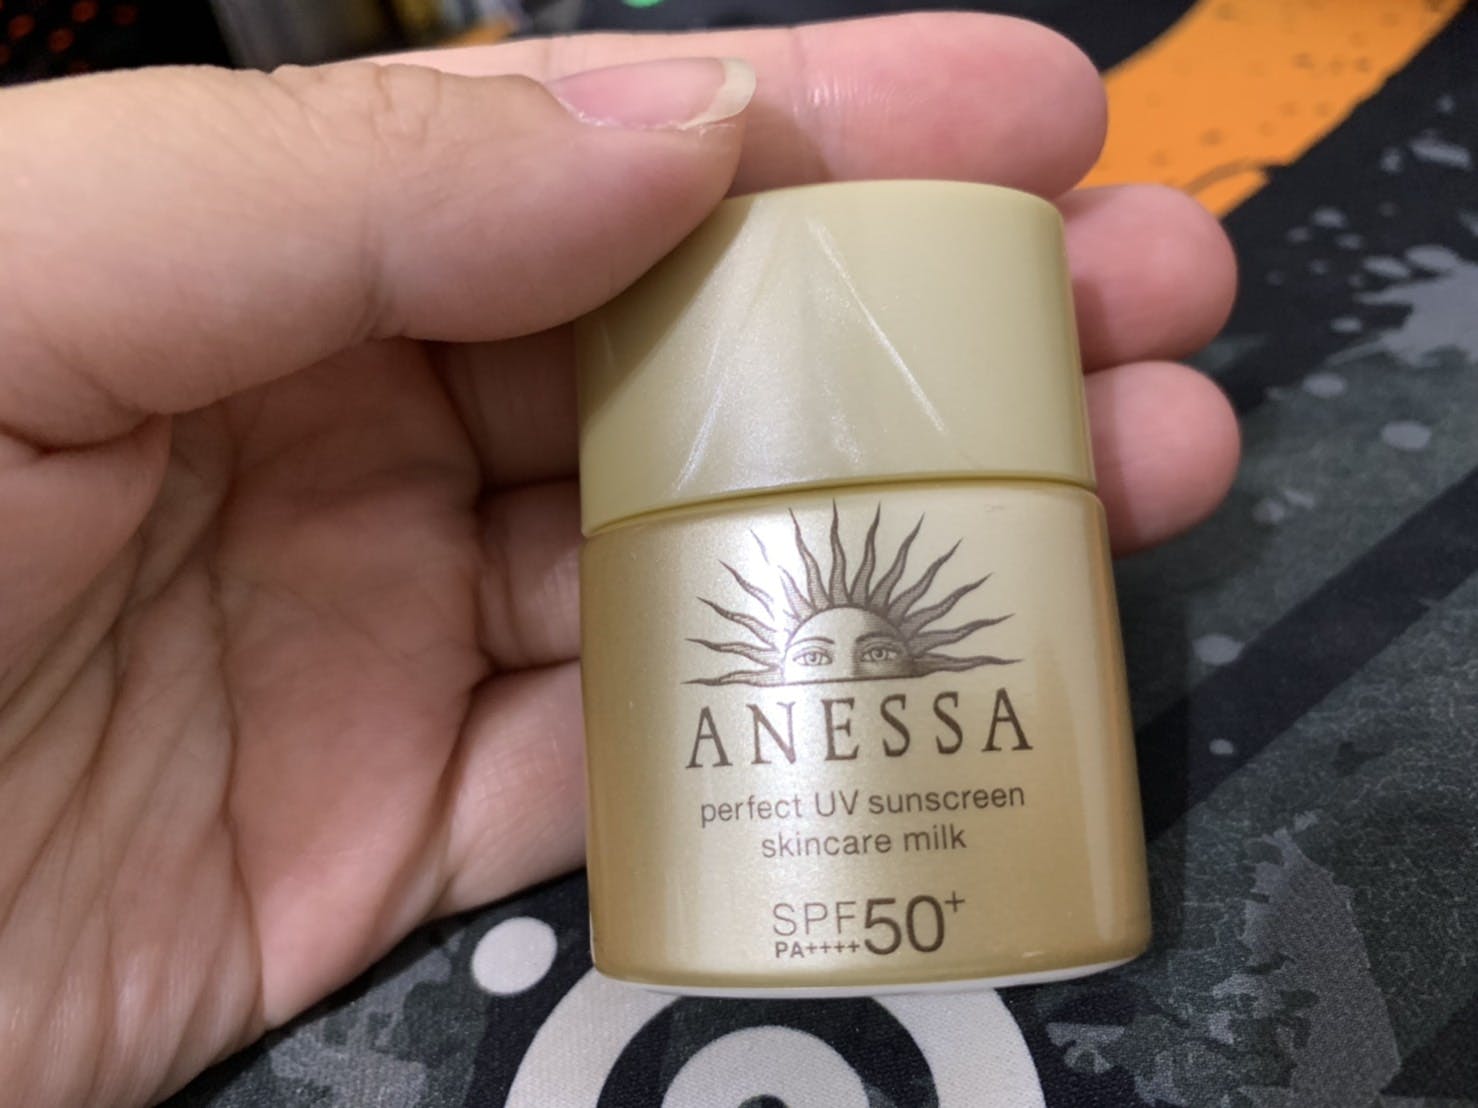 ANESSA
perfect UV sunscreen
skincare milk
SPF50+
PA++++